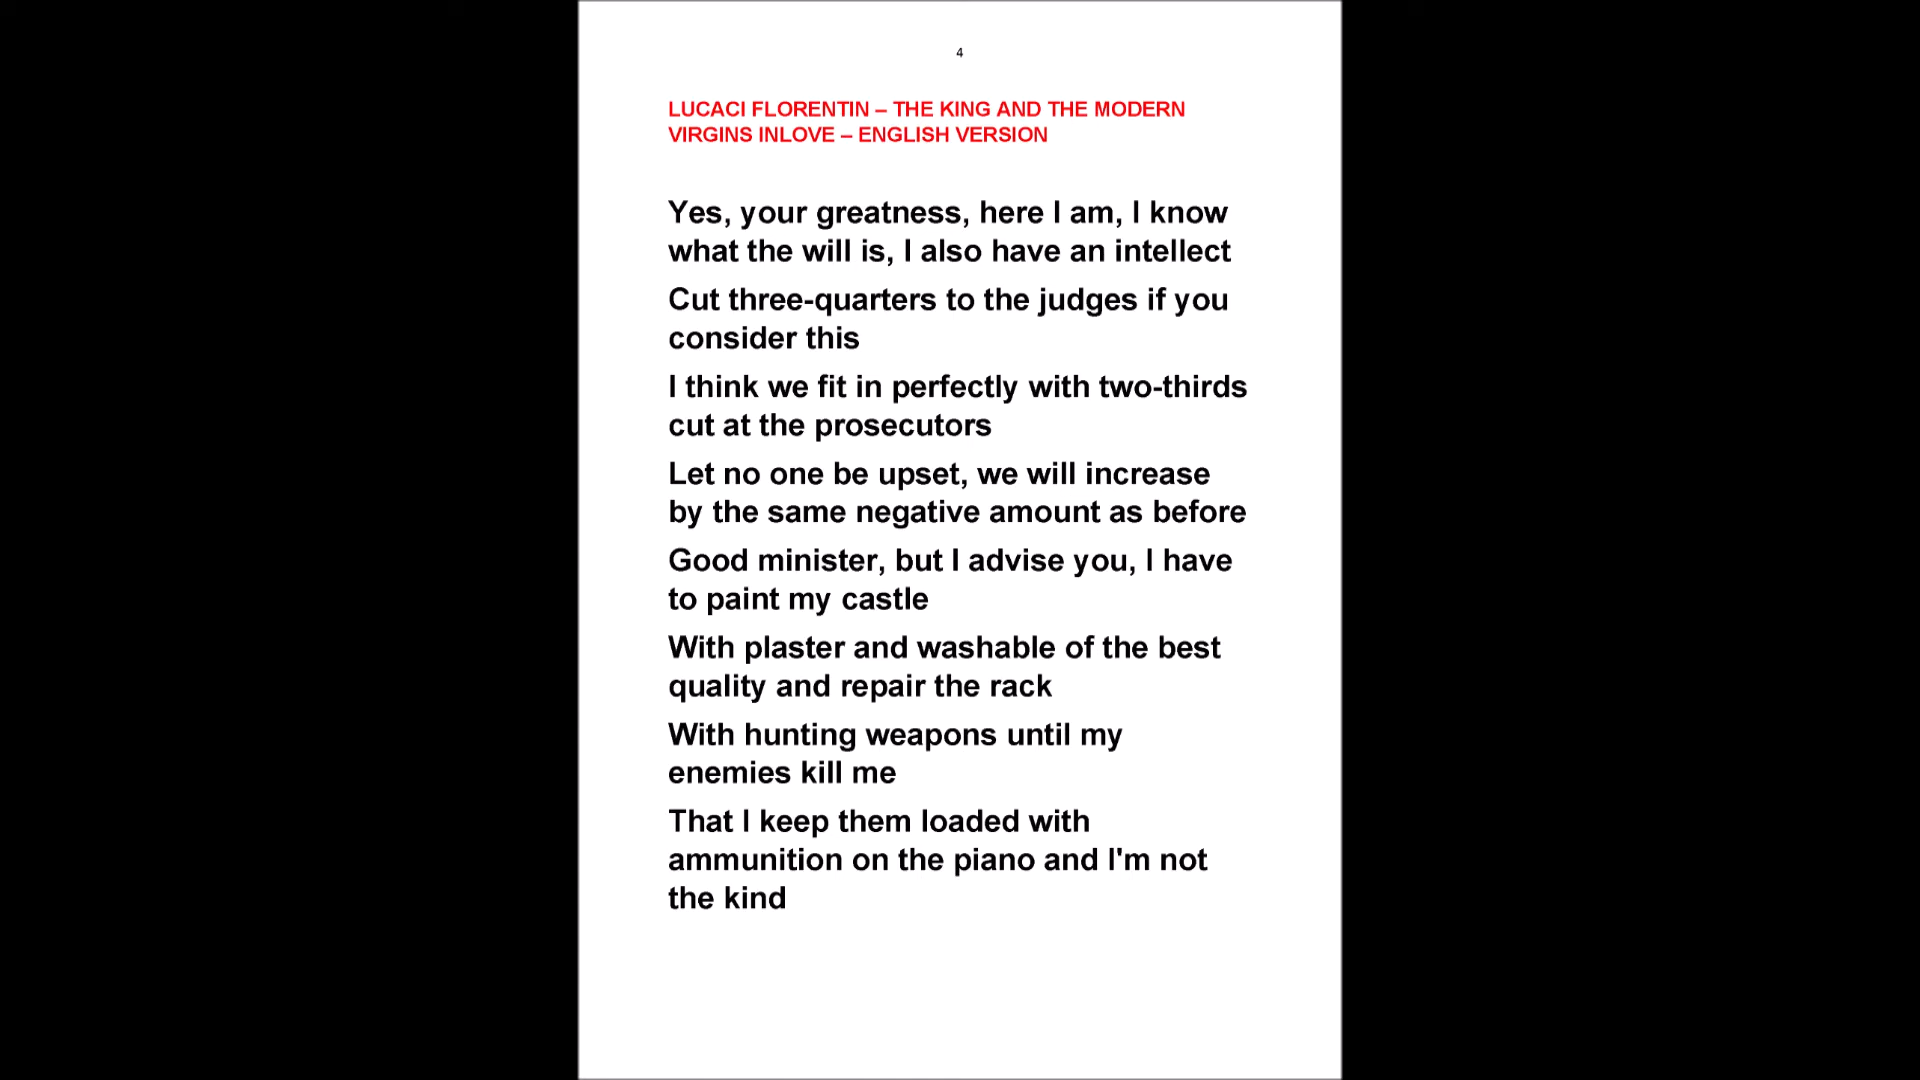 4
LUCACI FLORENTIN – THE KING AND THE MODERN
VIRGINS INLOVE – ENGLISH VERSION
Yes, your greatness, here I am, I know
what the will is, I also have an intellect
Cut three-quarters to the judges if you
consider this
I think we fit in perfectly with two-thirds
cut at the prosecutors
Let no one be upset, we will increase
by the same negative amount as before
Good minister, but I advise you, I have
to paint my castle
With plaster and washable of the best
quality and repair the rack
With hunting weapons until my
enemies kill me
That I keep them loaded with
ammunition on the piano and I'm not
the kind